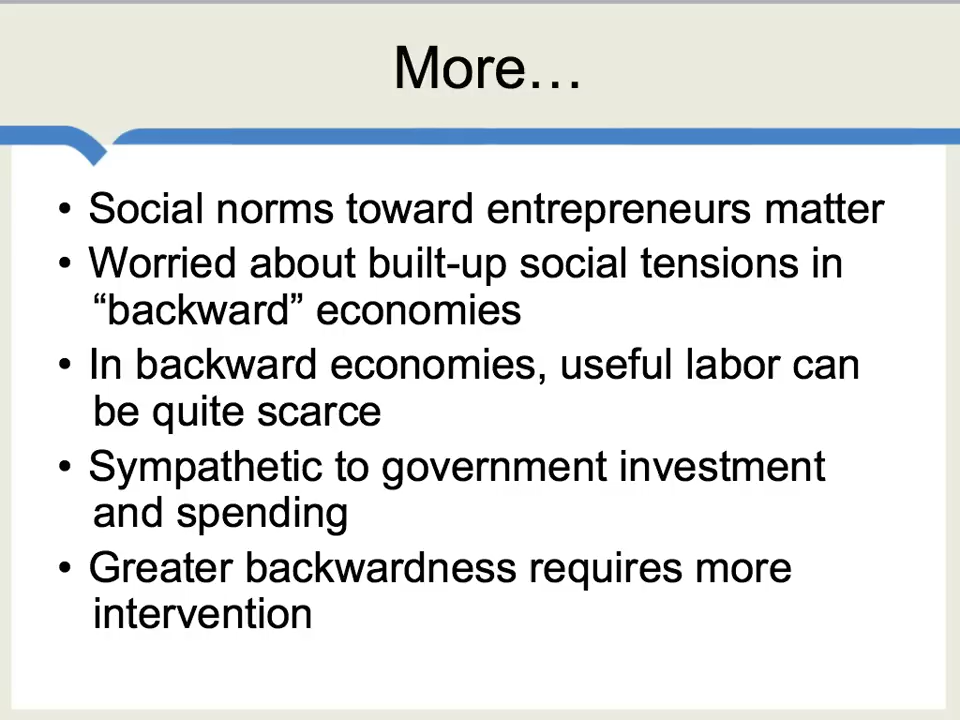 More…
• Social norms toward entrepreneurs matter
• Worried about built-up social tensions in
“backward” economies
• In backward economies, useful labor can
be quite scarce
• Sympathetic to government investment
and spending
• Greater backwardness requires more
intervention